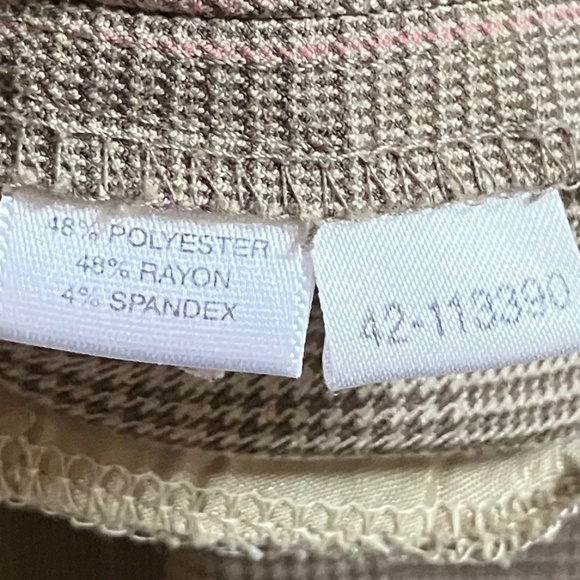 48% POLYESTER
48% RAYON
4% SPANDEX
42-113390